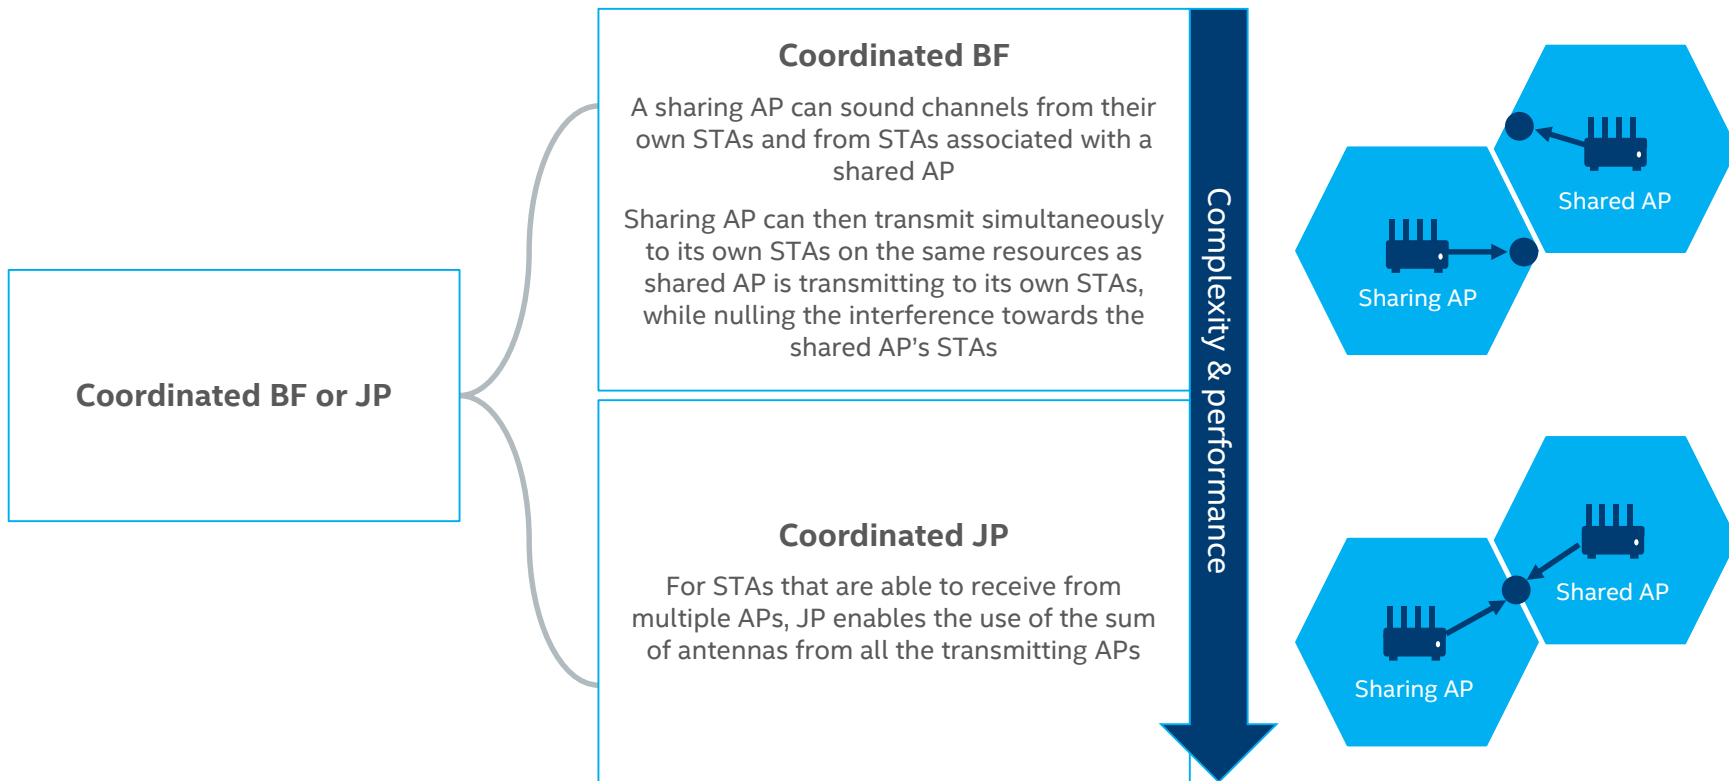 Coordinated BF or JP
Coordinated BF
A sharing AP can sound channels from their
own STAs and from STAs associated with a
shared AP
Sharing AP can then transmit simultaneously
to its own STAs on the same resources as
shared AP is transmitting to its own STAs,
while nulling the interference towards the
shared AP’s STAs
Coordinated JP
For STAs that are able to receive from
multiple APs, JP enables the use of the sum
of antennas from all the transmitting APs
Complexity & performance
Shared AP
Sharing AP
Shared AP
Sharing AP